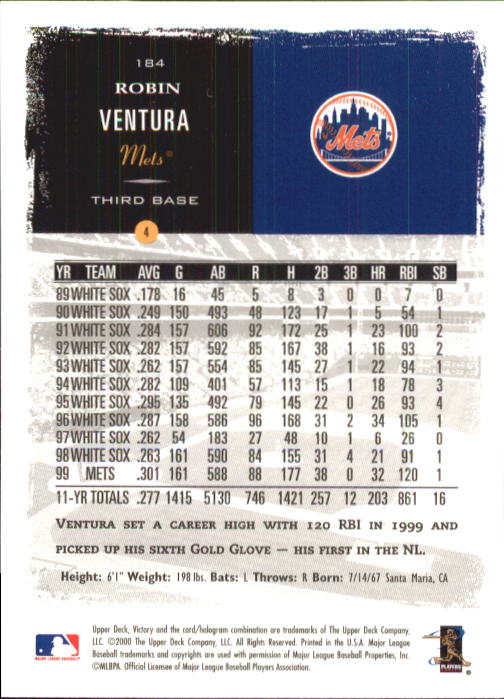 184
ROBIN
VENTURA
Mets®
THIRD BASE
Mets
4
YR TEAM AVG G AB R H 2B 3B HR RBI SB
89 WHITE SOX .178 16 45 5 8 3 0 0 7 0
90 WHITE SOX .249 150 493 48 123 17 1 5 54 1
91 WHITE SOX .284 157 606 92 172 25 1 23 100 2
92 WHITE SOX .282 157 592 85 167 38 1 16 93 2
93 WHITE SOX .262 157 554 85 145 27 1 22 94 1
94 WHITE SOX .282 109 401 57 113 15 1 18 78 3
95 WHITE SOX .295 135 492 79 145 22 0 26 93 4
96 WHITE SOX .287 158 586 96 168 31 2 34 105 1
97 WHITE SOX .262 54 183 27 48 10 1 6 26 0
98 WHITE SOX .263 161 590 84 155 31 4 21 91 1
99 METS .301 161 588 88 177 38 0 32 120 1
11-YR TOTALS .277 1415 5130 746 1421 257 12 203 861 16
VENTURA SET A CAREER HIGH WITH 120 RBI IN 1999 AND
PICKED UP HIS SIXTH GOLD GLOVE — HIS FIRST IN THE NL.
Height: 6'1" Weight: 198 lbs. Bats: L Throws: R Born: 7/14/67 Santa Maria, CA
Upper Deck, Victory and the card/hologram combination are trademarks of The Upper Deck Company,
LLC. ©2000 The Upper Deck Company, LLC. All Rights Reserved. Printed in the U.S.A. Major League
Baseball trademarks and copyrights are used with permission of Major League Baseball Properties, Inc.
©MLBPA. Official Licensee of Major League Baseball Players Association.
MAJOR LEAGUE BASEBALL
PLAYERS
®